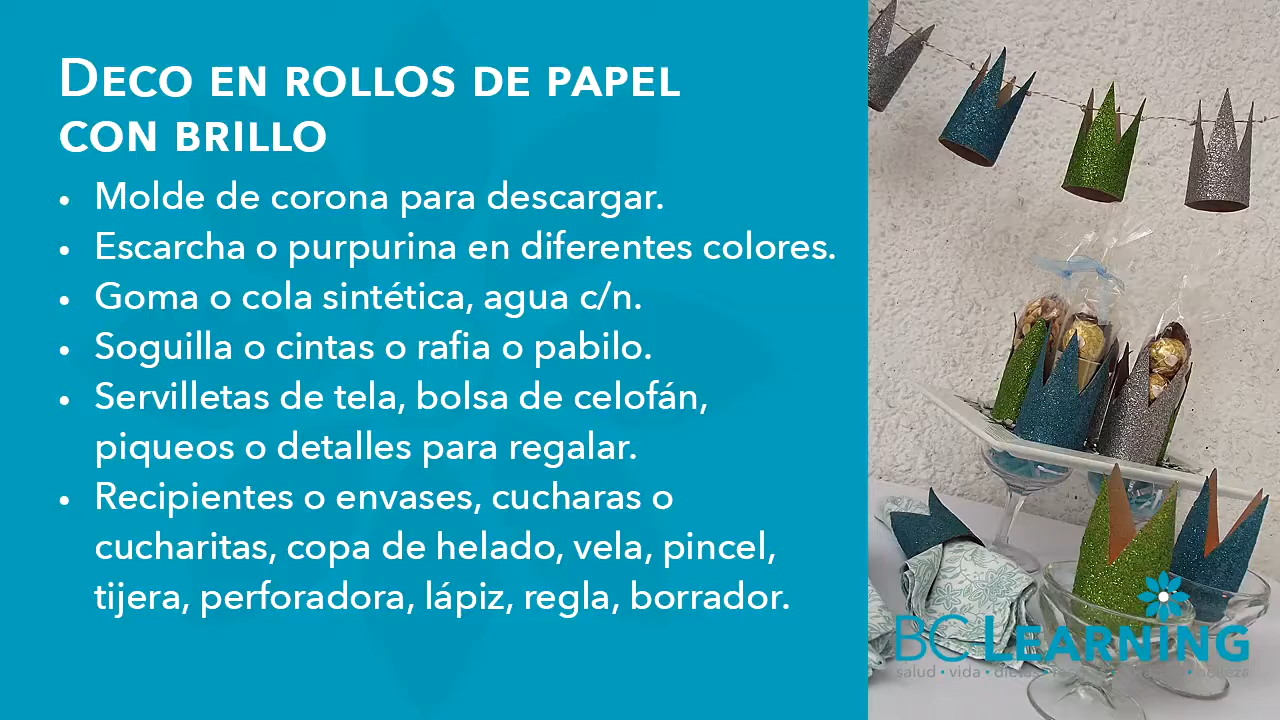 Deco en rollos de papel
con brillo
• Molde de corona para descargar.
• Escarcha o purpurina en diferentes colores.
• Goma o cola sintética, agua c/n.
• Soguilla o cintas o rafia o pabilo.
• Servilletas de tela, bolsa de celofán,
piqueos o detalles para regalar.
• Recipientes o envases, cucharas o
cucharitas, copa de helado, vela, pincel,
tijera, perforadora, lápiz, regla, borrador.
BC Learning
salud • vida • dietas